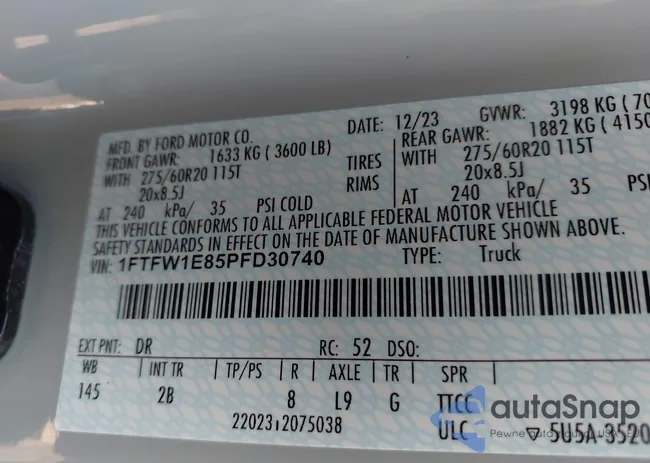 MFD. BY FORD MOTOR CO. DATE: 12/23 GVWR: 3198 KG ( 70
FRONT GAWR: 1633 KG ( 3600 LB) REAR GAWR: 1882 KG ( 4150
WITH 275/60R20 115T TIRES WITH 275/60R20 115T
20x8.5J RIMS 20x8.5J
AT 240 kPa/ 35 PSI COLD AT 240 kPa/ 35 PSI
THIS VEHICLE CONFORMS TO ALL APPLICABLE FEDERAL MOTOR VEHICLE
SAFETY STANDARDS IN EFFECT ON THE DATE OF MANUFACTURE SHOWN ABOVE.
VIN: 1FTFW1E85PFD30740 TYPE: Truck
EXT PNT: DR RC: 52 DSO:
WB INT TR TP/PS R AXLE TR SPR
145 2B 8 L9 G TTCC
22023 2075038 ULC ▽ 5U5A-3520
autoSnap